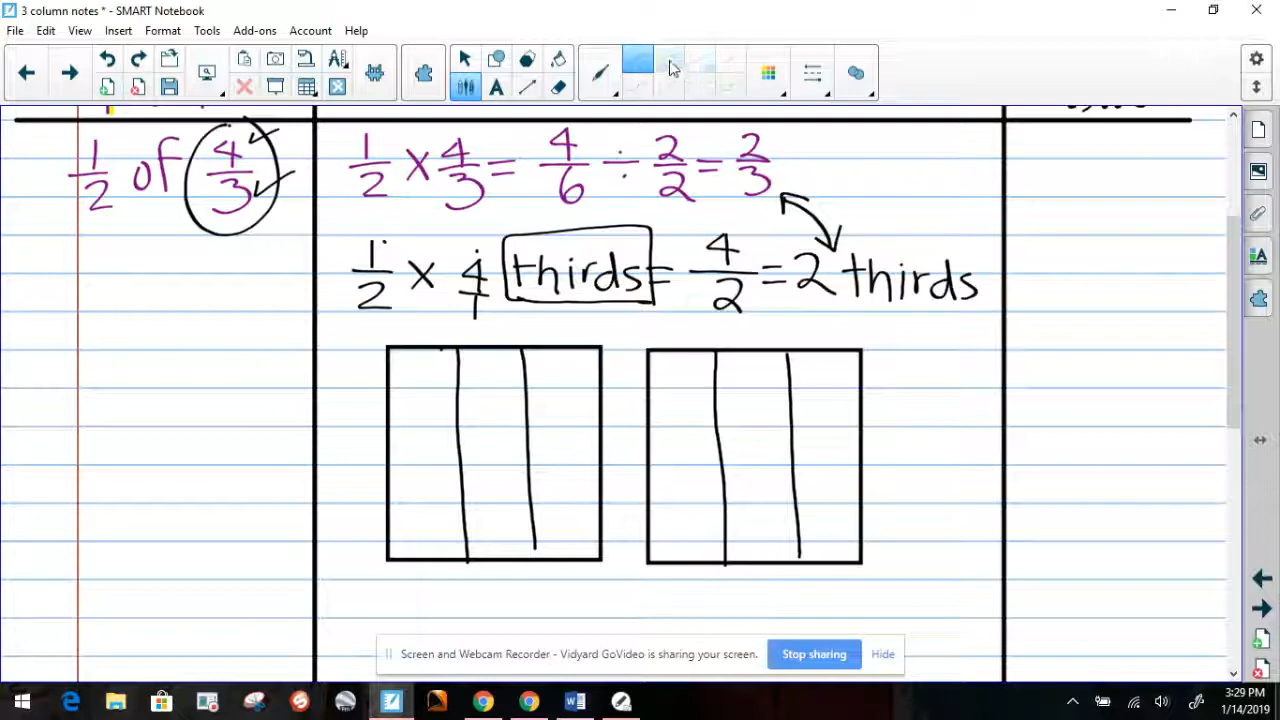 3 column notes * - SMART Notebook
File Edit View Insert Format Tools Add-ons Account Help
1/2 of 4/3
1/2 × 4/3 = 4/6 ÷ 2/2 = 2/3
1/2 × 4/1 thirds = 4/2 = 2 thirds
Screen and Webcam Recorder - Vidyard GoVideo is sharing your screen.
Stop sharing
Hide
3:29 PM
1/14/2019